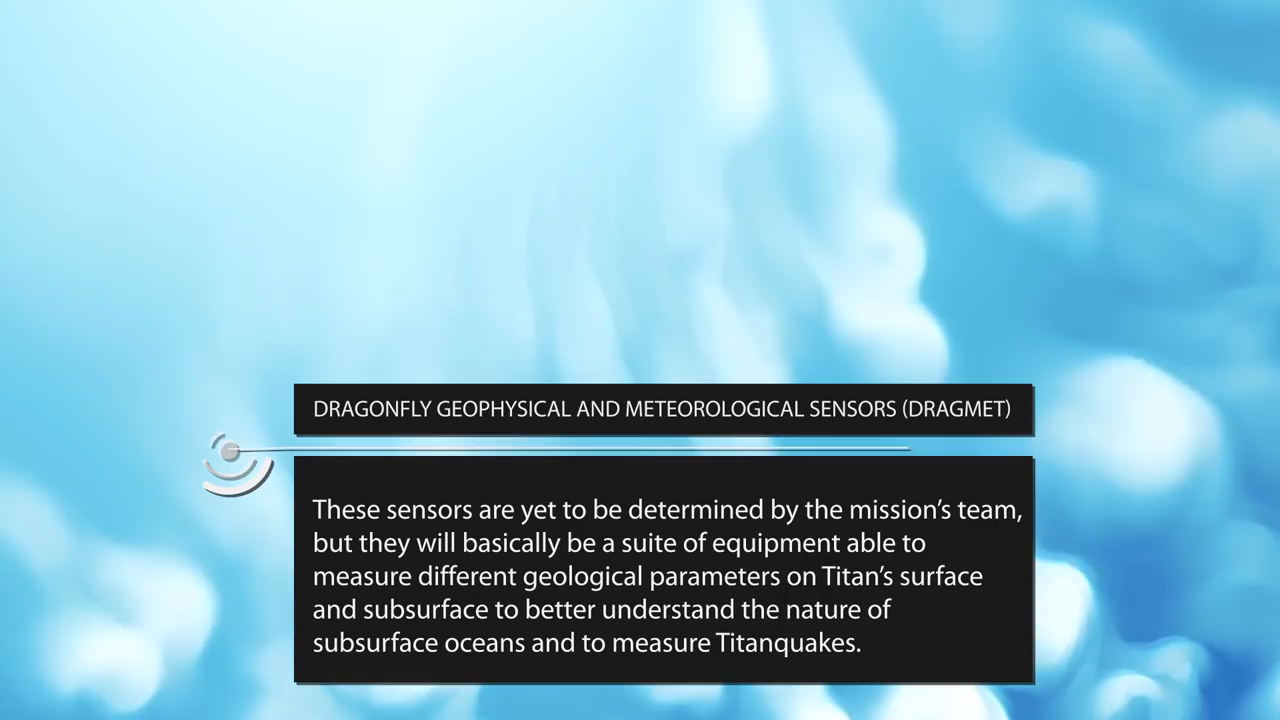 DRAGONFLY GEOPHYSICAL AND METEOROLOGICAL SENSORS (DRAGMET)
These sensors are yet to be determined by the mission’s team,
but they will basically be a suite of equipment able to
measure different geological parameters on Titan’s surface
and subsurface to better understand the nature of
subsurface oceans and to measure Titanquakes.